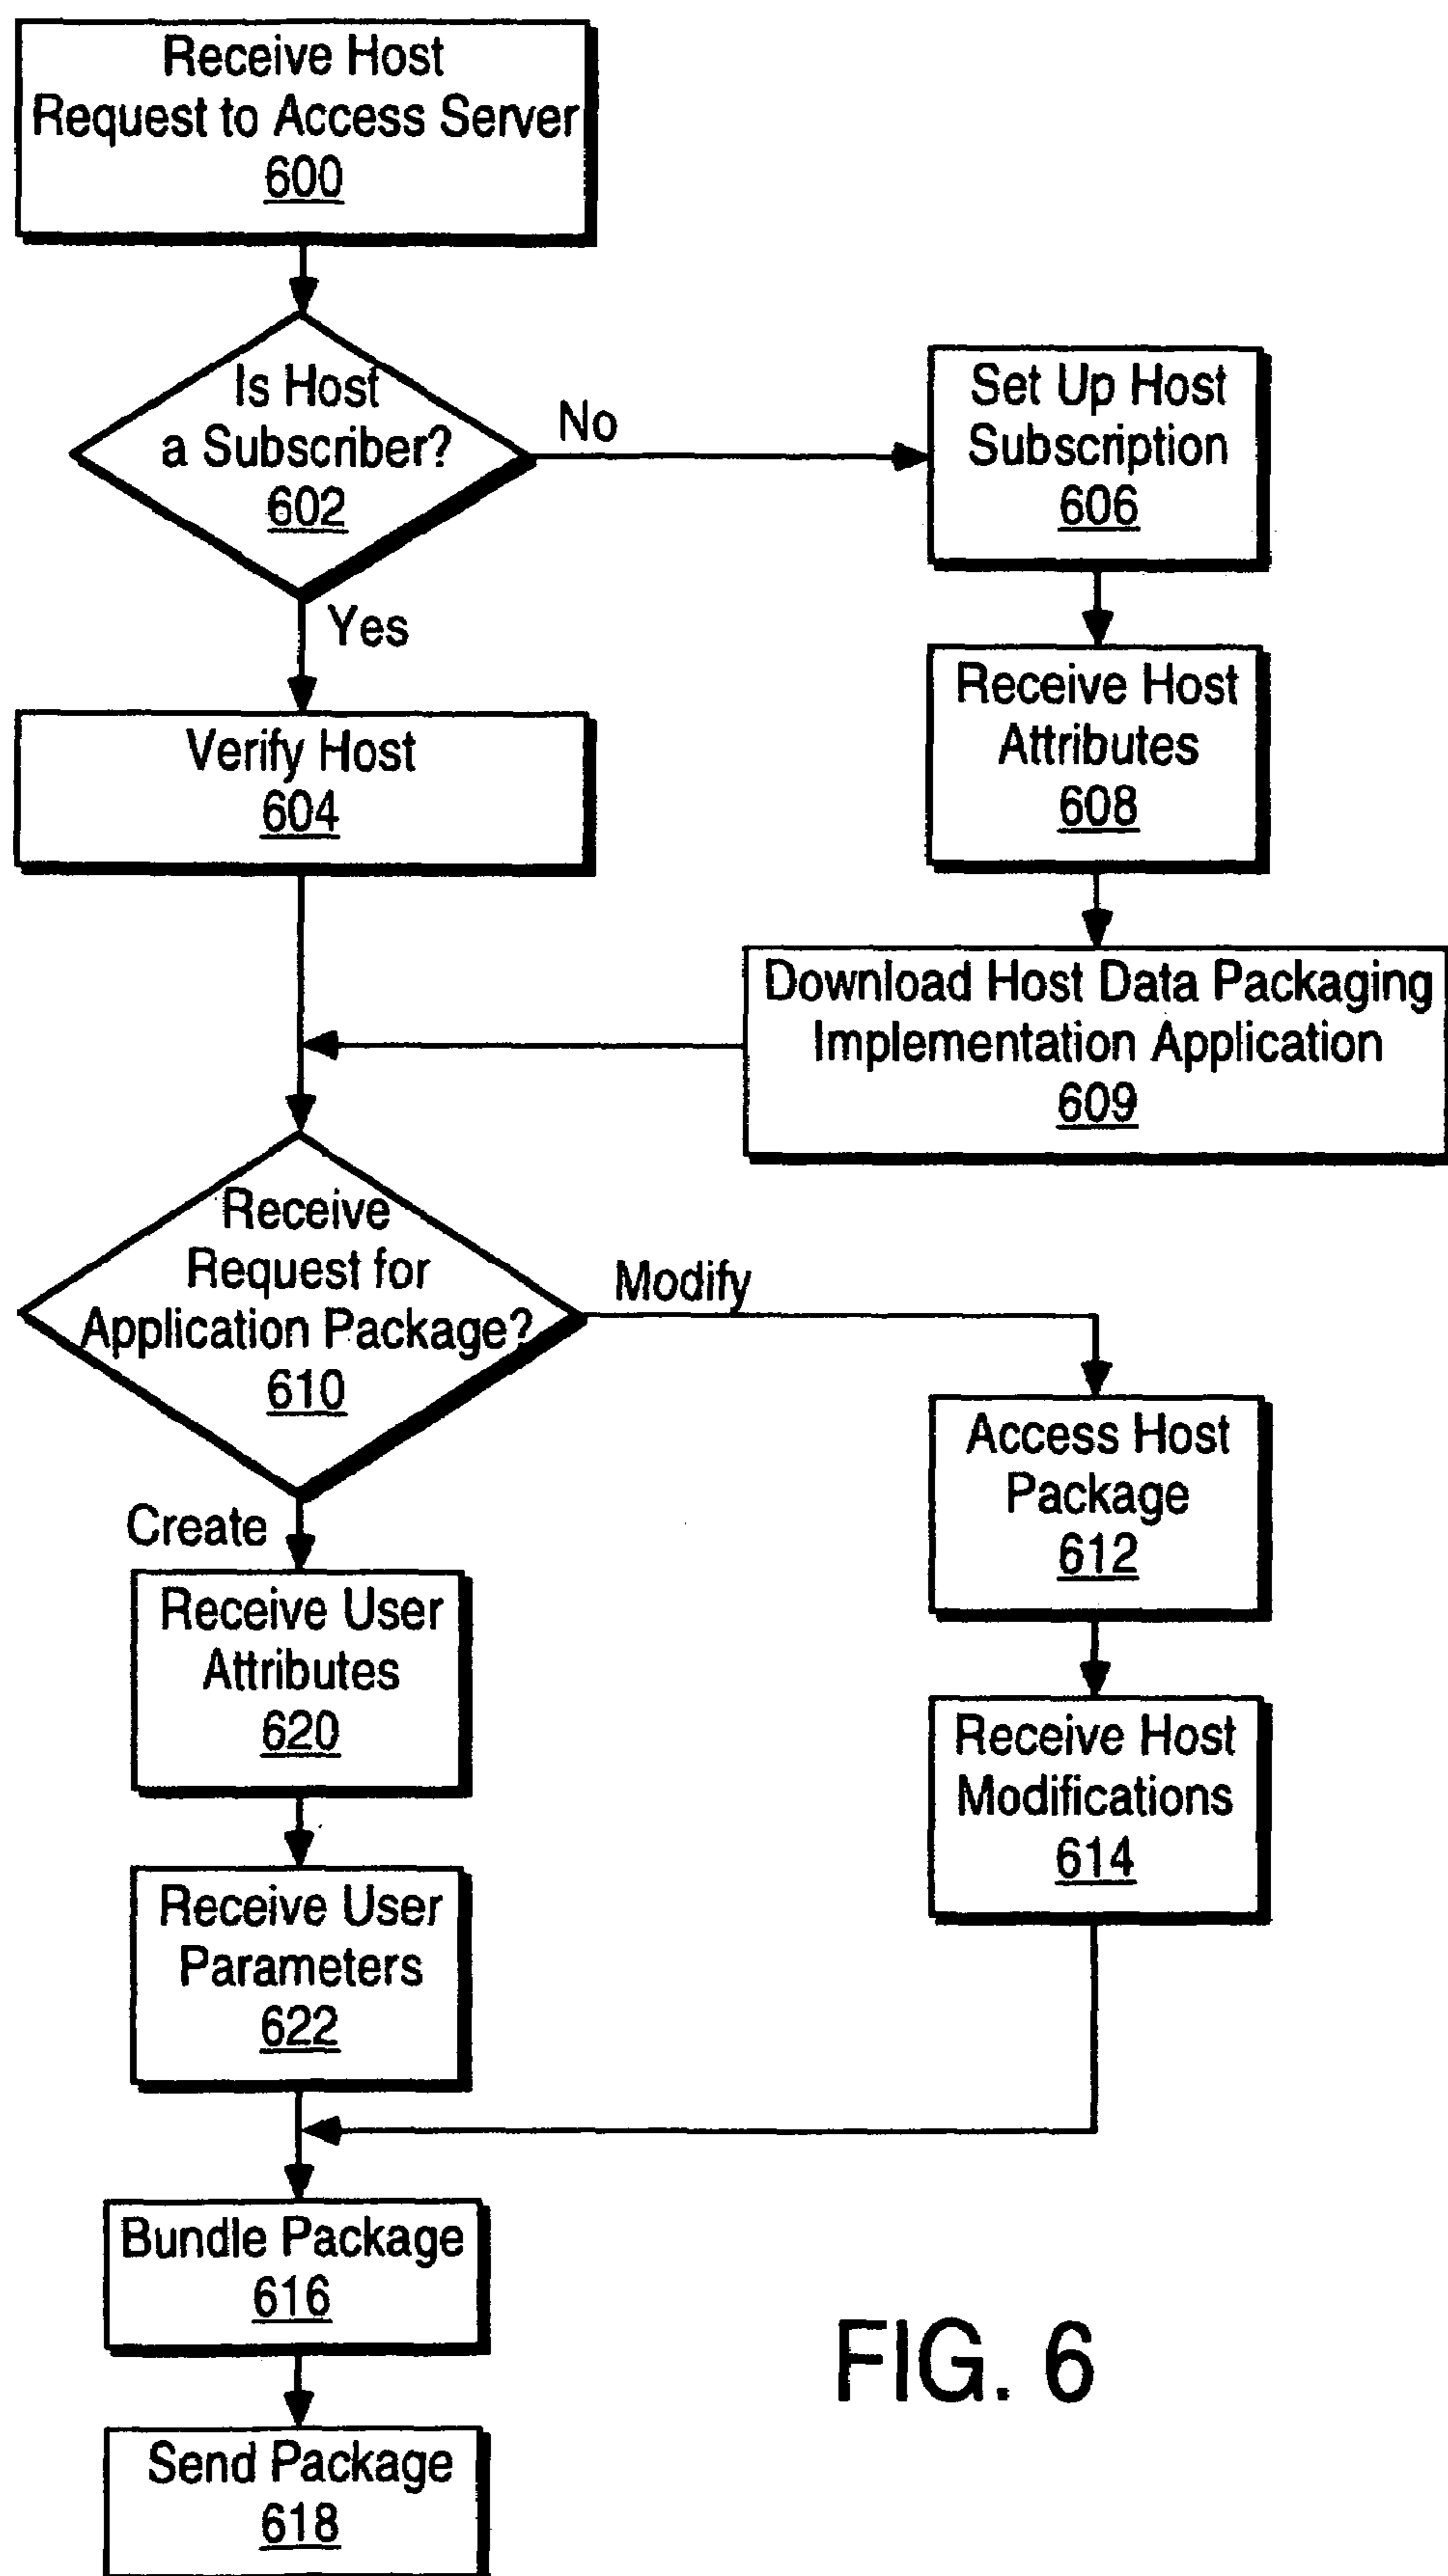 Receive Host
Request to Access Server
600
Is Host
a Subscriber?
602
No
Set Up Host
Subscription
606
Yes
Receive Host
Attributes
608
Verify Host
604
Download Host Data Packaging
Implementation Application
609
Receive
Request for
Application Package?
610
Modify
Access Host
Package
612
Create
Receive User
Attributes
620
Receive Host
Modifications
614
Receive User
Parameters
622
Bundle Package
616
FIG. 6
Send Package
618